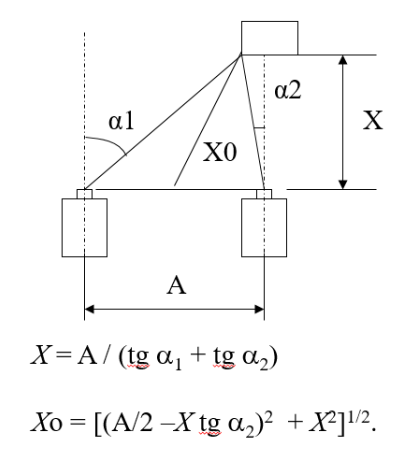 α1
α2
X
X0
A
X = A / (tg α₁ + tg α₂)
Xo = [(A/2 –X tg α₂)² + X²]¹/².